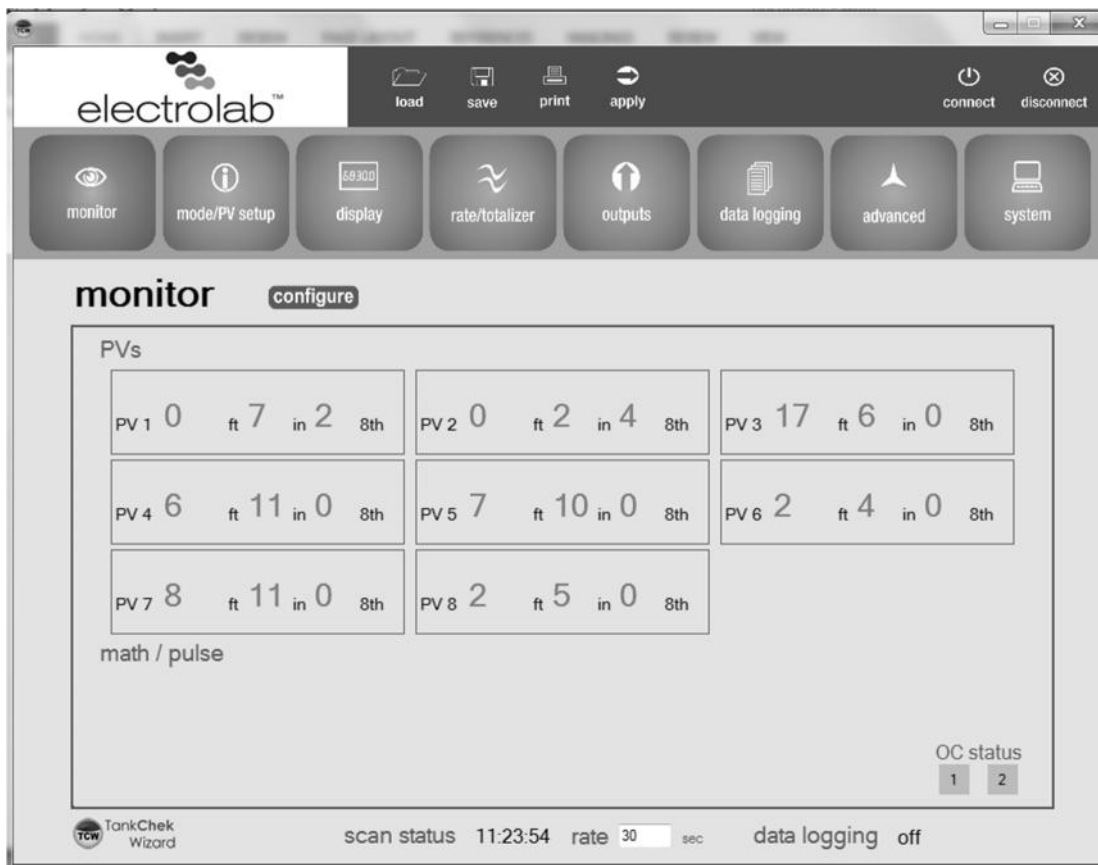 electrolab™
load save print apply connect disconnect
monitor mode/PV setup display rate/totalizer outputs data logging advanced system
monitor configure
PVs
PV 1 0 ft 7 in 2 8th PV 2 0 ft 2 in 4 8th PV 3 17 ft 6 in 0 8th
PV 4 6 ft 11 in 0 8th PV 5 7 ft 10 in 0 8th PV 6 2 ft 4 in 0 8th
PV 7 8 ft 11 in 0 8th PV 8 2 ft 5 in 0 8th
math / pulse
OC status
1 2
TCW TankChek Wizard scan status 11:23:54 rate 30 sec data logging off